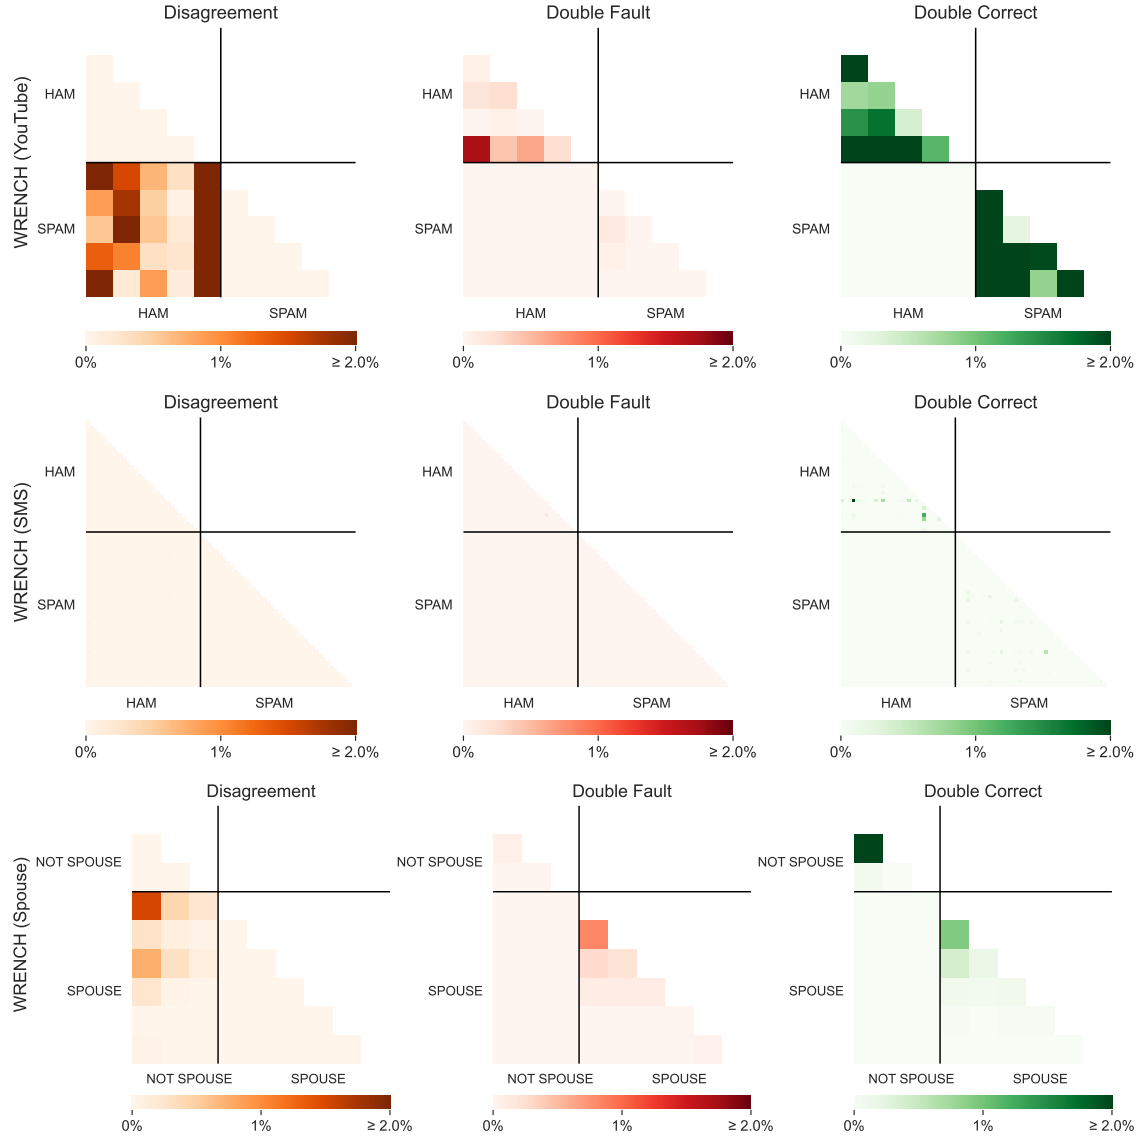 Disagreement
Double Fault
Double Correct
WRENCH (YouTube)
HAM
SPAM
HAM
SPAM
0%
1%
≥ 2.0%
HAM
SPAM
HAM
SPAM
0%
1%
≥ 2.0%
HAM
SPAM
HAM
SPAM
0%
1%
≥ 2.0%
Disagreement
Double Fault
Double Correct
WRENCH (SMS)
HAM
SPAM
HAM
SPAM
0%
1%
≥ 2.0%
HAM
SPAM
HAM
SPAM
0%
1%
≥ 2.0%
HAM
SPAM
HAM
SPAM
0%
1%
≥ 2.0%
Disagreement
Double Fault
Double Correct
WRENCH (Spouse)
NOT SPOUSE
SPOUSE
NOT SPOUSE
SPOUSE
0%
1%
≥ 2.0%
NOT SPOUSE
SPOUSE
NOT SPOUSE
SPOUSE
0%
1%
≥ 2.0%
NOT SPOUSE
SPOUSE
NOT SPOUSE
SPOUSE
0%
1%
≥ 2.0%